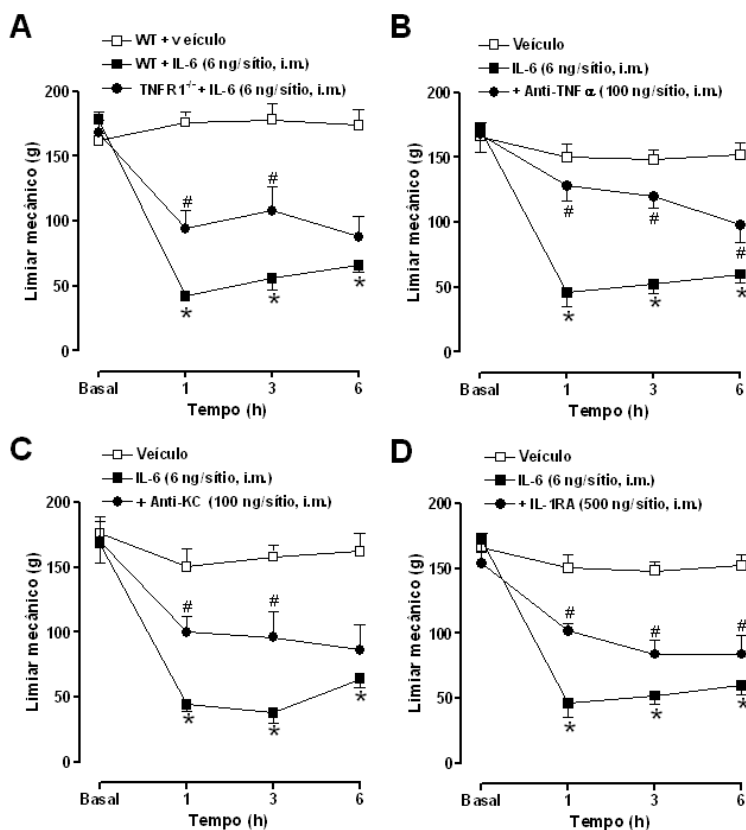 A
WT + veículo
WT + IL-6 (6 ng/sítio, i.m.)
TNFR1-/- + IL-6 (6 ng/sítio, i.m.)
Limiar mecânico (g)
200
150
100
50
0
#
#
*
*
*
Basal
1
3
6
Tempo (h)
B
Veículo
IL-6 (6 ng/sítio, i.m.)
+ Anti-TNF α (100 ng/sítio, i.m.)
Limiar mecânico (g)
200
150
100
50
0
#
#
#
*
*
*
Basal
1
3
6
Tempo (h)
C
Veículo
IL-6 (6 ng/sítio, i.m.)
+ Anti-KC (100 ng/sítio, i.m.)
Limiar mecânico (g)
200
150
100
50
0
#
#
*
*
*
Basal
1
3
6
Tempo (h)
D
Veículo
IL-6 (6 ng/sítio, i.m.)
+ IL-1RA (500 ng/sítio, i.m.)
Limiar mecânico (g)
200
150
100
50
0
#
#
#
*
*
*
Basal
1
3
6
Tempo (h)